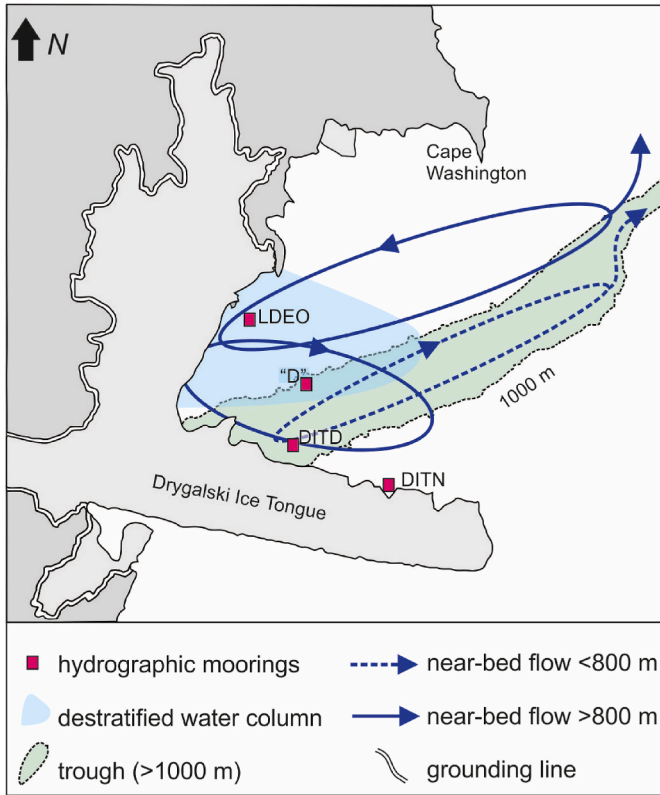 N
Cape
Washington
LDEO
"D"
1000 m
DITD
DITN
Drygalski Ice Tongue
hydrographic moorings
near-bed flow <800 m
destratified water column
near-bed flow >800 m
trough (>1000 m)
grounding line